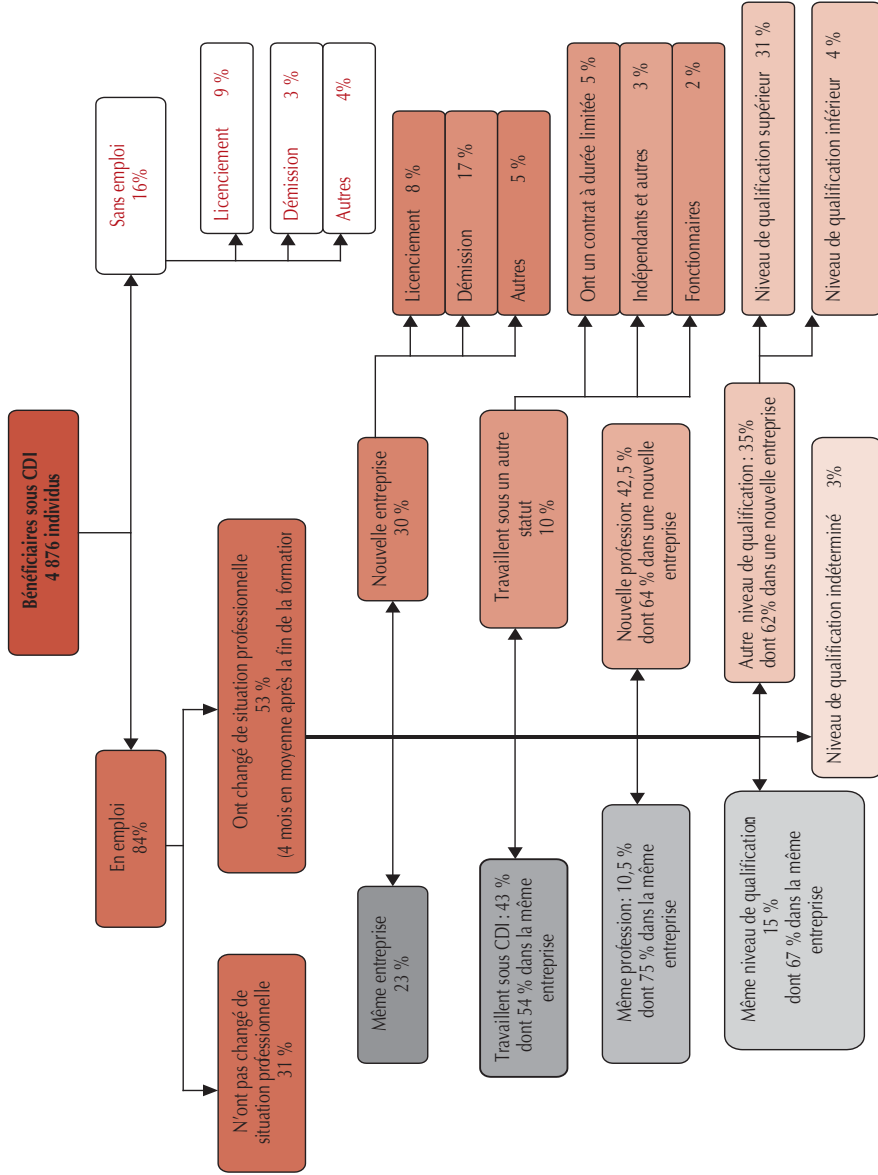 Bénéficiaires sous CDI
4 876 individus
En emploi
84%
Sans emploi
16%
Licenciement 9 %
Démission 3 %
Autres 4%
N'ont pas changé de
situation professionnelle
31 %
Ont changé de situation professionnelle
53 %
(4 mois en moyenne après la fin de la formation
Même entreprise
23 %
Nouvelle entreprise
30 %
Licenciement 8 %
Démission 17 %
Autres 5 %
Travaillent sous CDI : 43 %
dont 54 % dans la même
entreprise
Travaillent sous un autre
statut
10 %
Ont un contrat à durée limitée 5 %
Indépendants et autres 3 %
Fonctionnaires 2 %
Même profession: 10,5 %
dont 75 % dans la même
entreprise
Nouvelle profession: 42,5 %
dont 64 % dans une nouvelle
entreprise
Même niveau de qualification
15 %
dont 67 % dans la même
entreprise
Autre niveau de qualification : 35%
dont 62% dans une nouvelle entreprise
Niveau de qualification supérieur 31 %
Niveau de qualification inférieur 4 %
Niveau de qualification indéterminé 3%